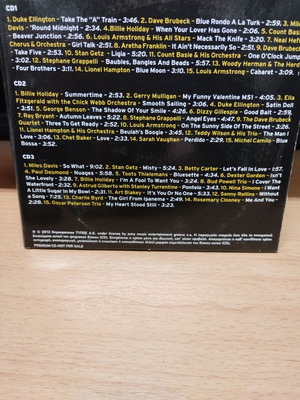 CD1
1. Duke Ellington - Take The "A" Train - 3:46. 2. Dave Brubeck - Blue Rondo A La Turk - 2:59. 3. Miles
Davis - 'Round Midnight - 2:34. 4. Billie Holiday - When Your Lover Has Gone - 2:06. 5. Count Basie
Beaver Junction - 2:56. 6. Louis Armstrong & His All Stars - Mack The Knife - 3:20. 7. Neal Hefti
Chorus & Orchestra - Girl Talk - 2:51. 8. Aretha Franklin - It Ain't Necessarily So - 2:51. 9. Dave Brubeck
Take Five - 2:53. 10. Stan Getz - Ligia - 5:20. 11. Count Basie & His Orchestra - One O'Clock Jump
3:02. 12. Stephane Grappelli - Baubles, Bangles And Beads - 5:57. 13. Woody Herman & The Herd
Four Brothers - 3:11. 14. Lionel Hampton - Blue Moon - 3:10. 15. Louis Armstrong - Cabaret - 3:09.
CD2
1. Billie Holiday - Summertime - 2:53. 2. Gerry Mulligan - My Funny Valentine M51 - 3:05. 3. Ella
Fitzgerald with the Chick Webb Orchestra - Smooth Sailing - 3:06. 4. Duke Ellington - Satin Doll
- 3:51. 5. George Benson - The Shadow Of Your Smile - 4:36. 6. Dizzy Gillespie - Good Bait -
7. Ray Bryant - Autumn Leaves - 5:22. 8. Stephane Grappelli - Angel Eyes - 4:47. 9. The Dave Brubeck
Quartet - Three To Get Ready - 2:52. 10. Louis Armstrong - On The Sunny Side Of The Street - 3:06.
11. Lionel Hampton & His Orchestra - Beulah's Boogie - 3:45. 12. Teddy Wilson & His Trio - The Man I
Love - 3:06. 13. Chet Baker - Lover Man - 2:33. 14. Sarah Vaughan - Perdido - 2:29. 15. Michel Camilo - Blue
Bossa - 3:52.
CD3
1. Miles Davis - So What - 9:02. 2. Stan Getz - Misty - 5:24. 3. Betty Carter - Let's Fall In Love - 1:57.
4. Paul Desmond - Nuages - 5:58. 5. Toots Thielemans - Bluesette - 4:34. 6. Dexter Gordon - Isn't
She Lovely - 3:28. 7. Billie Holiday - I'm A Fool To Want You - 3:24. 8. Bud Powell Trio - I Cover The
Waterfront - 2:32. 9. Astrud Gilberto with Stanley Turrentine - Ponteio - 3:43. 10. Nina Simone - I Want
A Little Sugar In My Bowl - 2:31. 11. Art Blakey - It's You Or No One - 5:33. 12. Sonny Rollins - Without
a Song - 7:25. 13. Charlie Byrd - The Girl From Ipanema - 2:49. 14. Rosemary Clooney - Me And You -
2:28. 15. Oscar Peterson Trio - My Heart Stood Still - 3:23.
PREMIUM CD-NOT FOR SALE